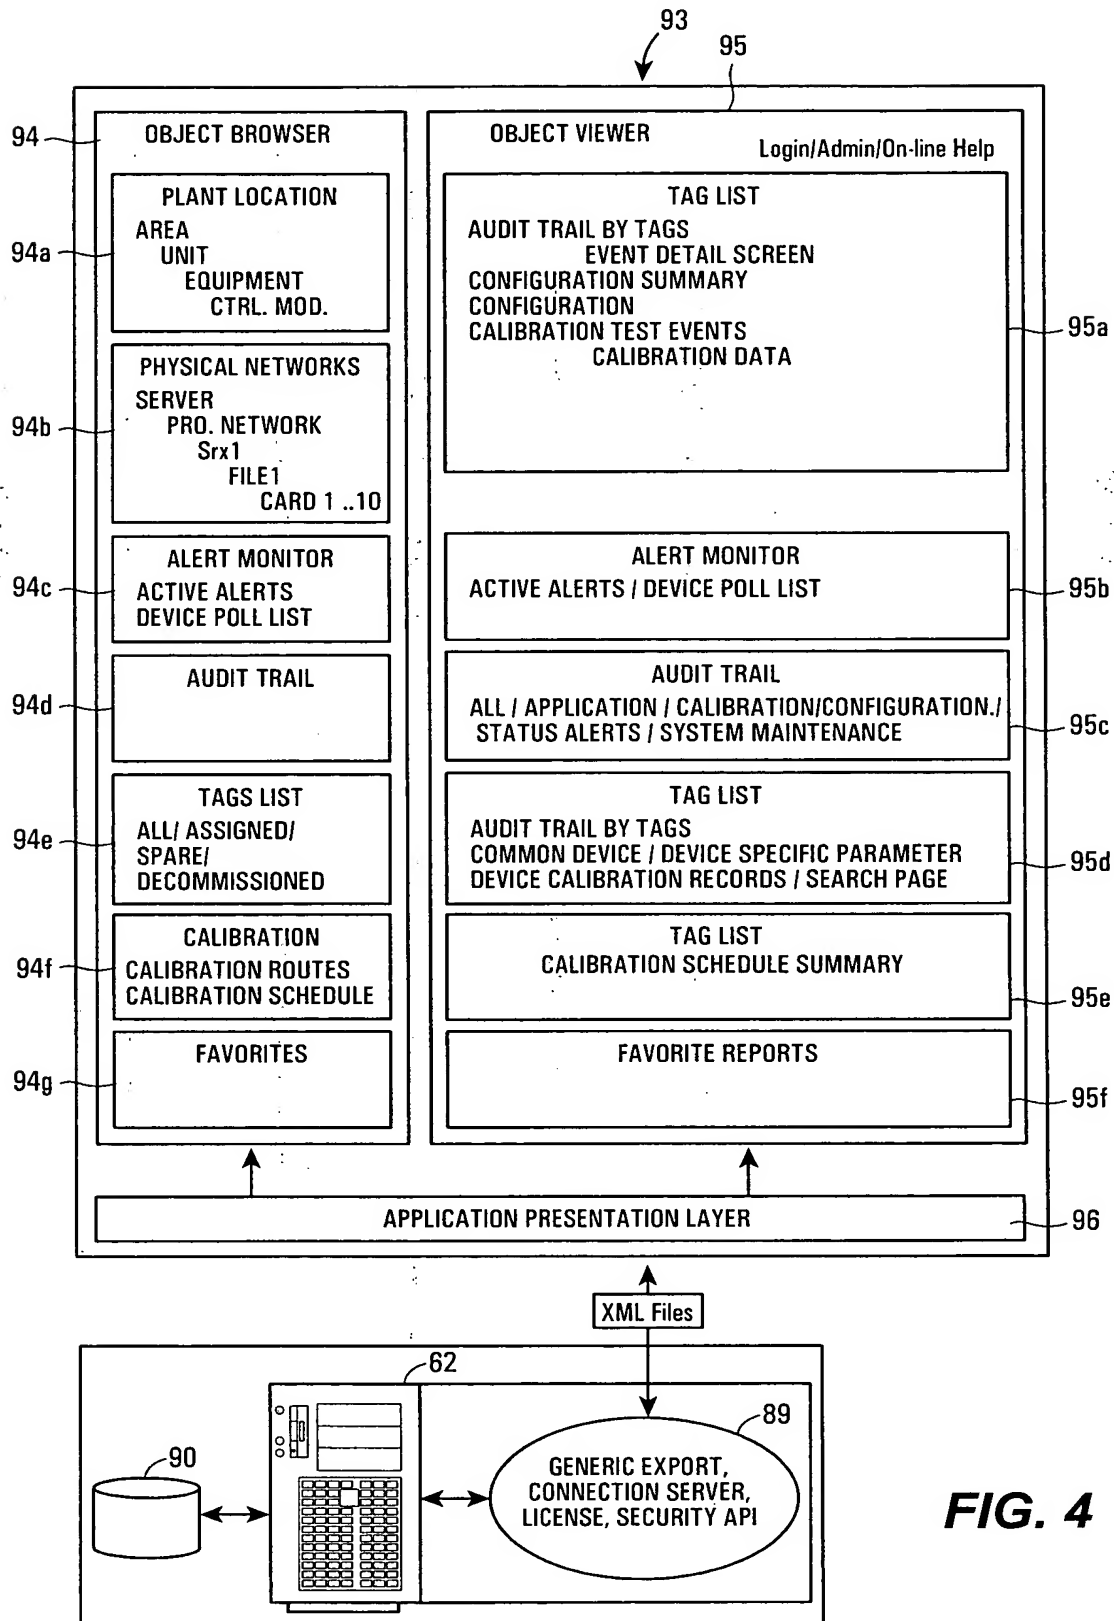 93
95
94
OBJECT BROWSER
PLANT LOCATION
94a
AREA
UNIT
EQUIPMENT
CTRL. MOD.
PHYSICAL NETWORKS
94b
SERVER
PRO. NETWORK
Srx1
FILE1
CARD 1 ..10
ALERT MONITOR
94c
ACTIVE ALERTS
DEVICE POLL LIST
AUDIT TRAIL
94d
TAGS LIST
94e
ALL/ ASSIGNED/
SPARE/
DECOMMISSIONED
CALIBRATION
94f
CALIBRATION ROUTES
CALIBRATION SCHEDULE
FAVORITES
94g
OBJECT VIEWER
Login/Admin/On-line Help
TAG LIST
AUDIT TRAIL BY TAGS
EVENT DETAIL SCREEN
CONFIGURATION SUMMARY
CONFIGURATION
CALIBRATION TEST EVENTS
CALIBRATION DATA
95a
ALERT MONITOR
ACTIVE ALERTS / DEVICE POLL LIST
95b
AUDIT TRAIL
ALL / APPLICATION / CALIBRATION/CONFIGURATION./
STATUS ALERTS / SYSTEM MAINTENANCE
95c
TAG LIST
AUDIT TRAIL BY TAGS
COMMON DEVICE / DEVICE SPECIFIC PARAMETER
DEVICE CALIBRATION RECORDS / SEARCH PAGE
95d
TAG LIST
CALIBRATION SCHEDULE SUMMARY
95e
FAVORITE REPORTS
95f
APPLICATION PRESENTATION LAYER
96
XML Files
62
89
90
GENERIC EXPORT,
CONNECTION SERVER,
LICENSE, SECURITY API
FIG. 4